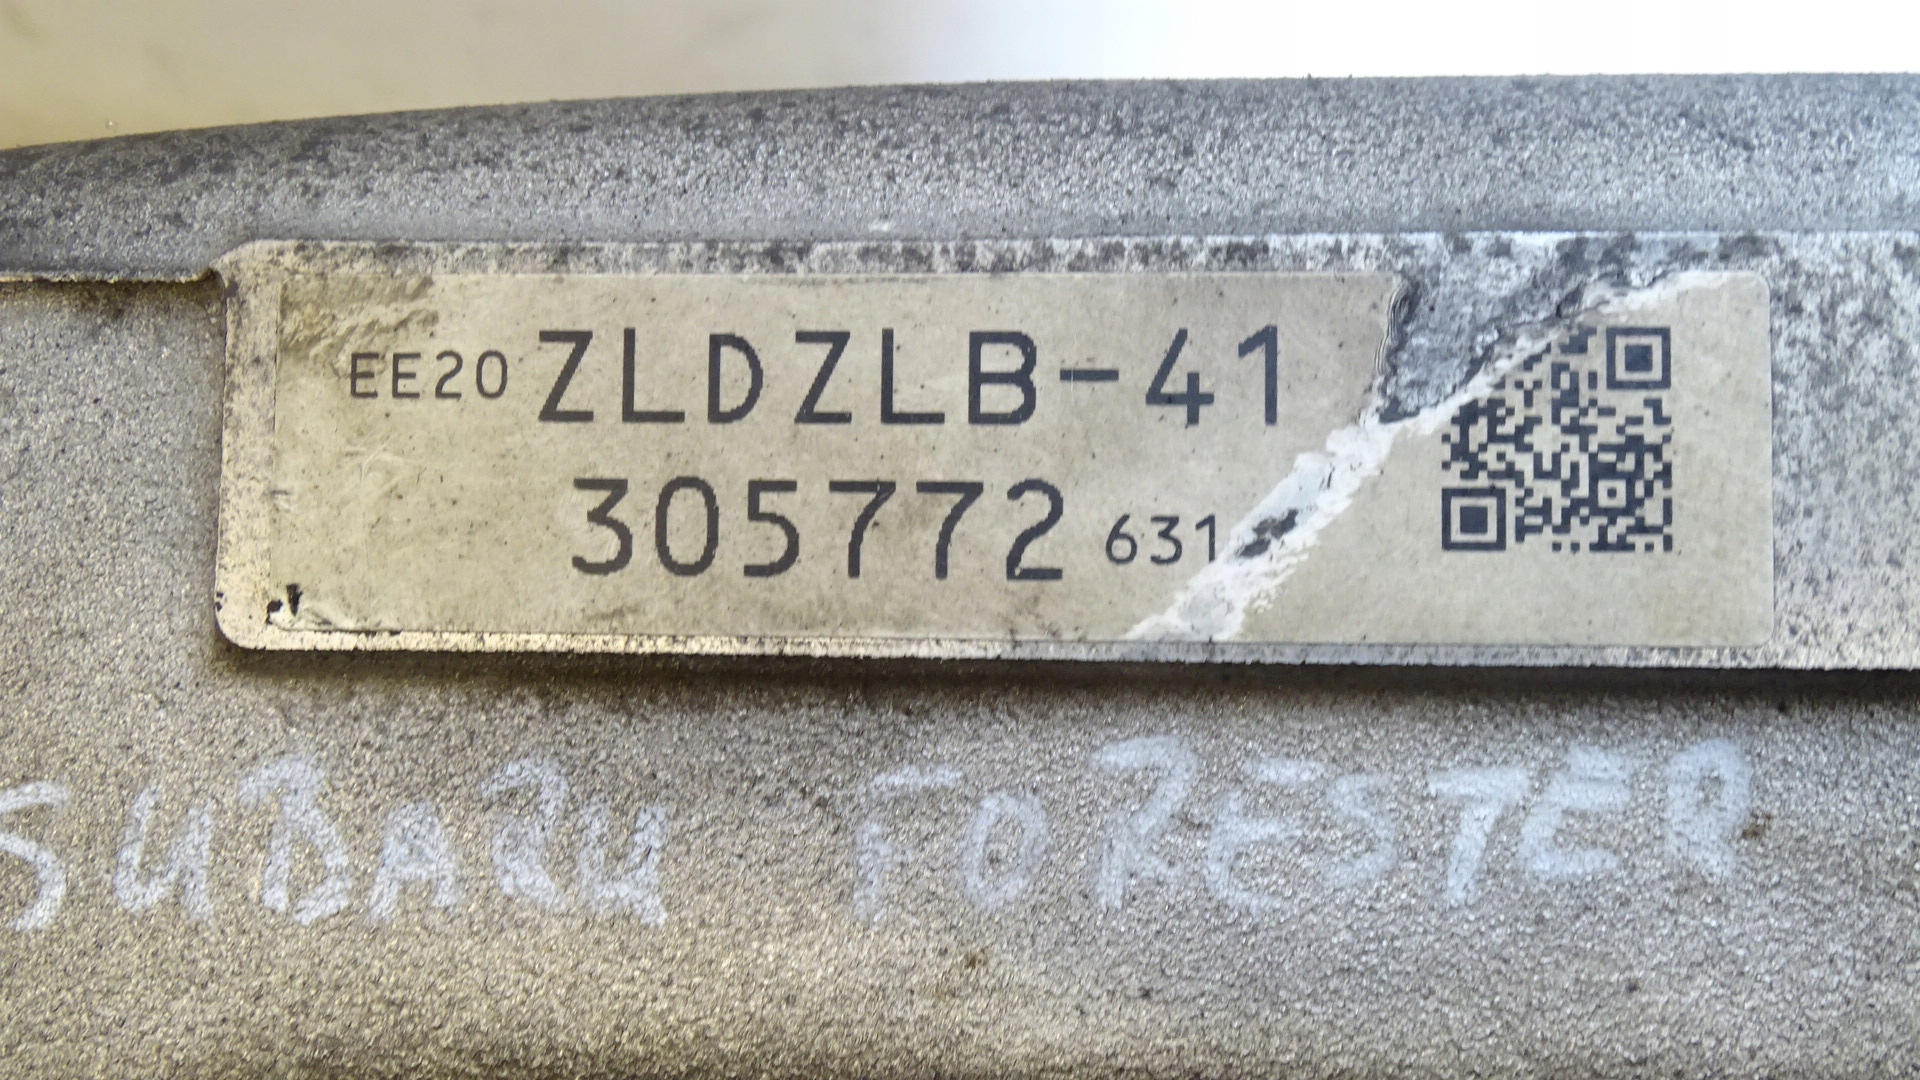 EE20 ZLDZLB-41
305772 631
SUBARU FORESTER